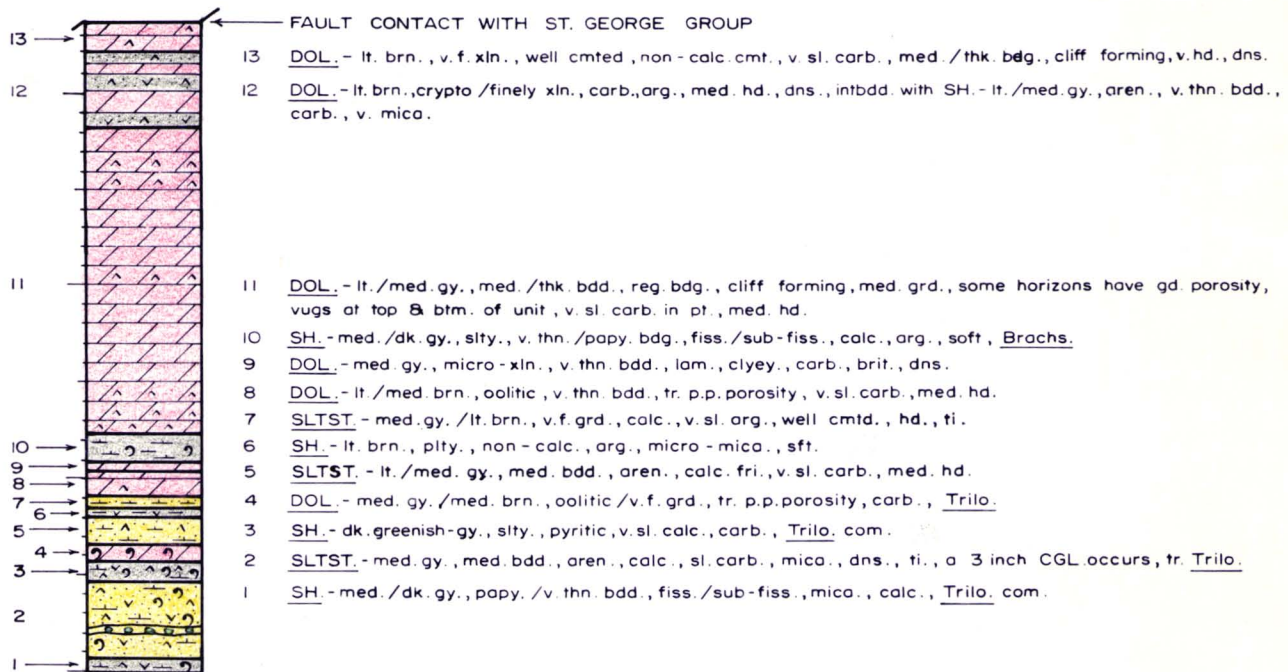 FAULT CONTACT WITH ST. GEORGE GROUP
13
13 DOL.- lt. brn., v.f. xln., well cmted, non-calc. cmt., v. sl. carb., med./thk. bdg., cliff forming, v. hd., dns.
12
12 DOL.- lt. brn., crypto/finely xln., carb., arg., med. hd., dns., intbdd. with SH.- lt./med. gy., aren., v. thn. bdd.,
carb., v. mica.
11
11 DOL.- lt./med. gy., med./thk. bdd., reg. bdg., cliff forming, med. grd., some horizons have gd. porosity,
vugs at top & btm. of unit, v. sl. carb. in pt., med. hd.
10 SH.- med./dk. gy., slty., v. thn./papy. bdg., fiss./sub-fiss., calc., arg., soft, Brachs.
9 DOL.- med. gy., micro-xln., v. thn. bdd., lam., clyey., carb., brit., dns.
8 DOL.- lt./med. brn., oolitic, v. thn. bdd., tr. p.p. porosity, v. sl. carb., med. hd.
7 SLTST.- med. gy./lt. brn., v.f. grd., calc., v. sl. arg., well cmtd., hd., ti.
10
6 SH.- lt. brn., plty., non-calc., arg., micro-mica., sft.
9
5 SLTST.- lt./med. gy., med. bdd., aren., calc. fri., v. sl. carb., med. hd.
8
7
4 DOL.- med. gy./med. brn., oolitic/v.f. grd., tr. p.p. porosity, carb., Trilo.
6
5
3 SH.- dk. greenish-gy., slty., pyritic, v. sl. calc., carb., Trilo. com.
4
2 SLTST.- med. gy., med. bdd., aren., calc., sl. carb., mica., dns., ti., a 3 inch CGL. occurs, tr. Trilo.
3
1 SH.- med./dk. gy., papy./v. thn. bdd., fiss./sub-fiss., mica., calc., Trilo. com.
2
1